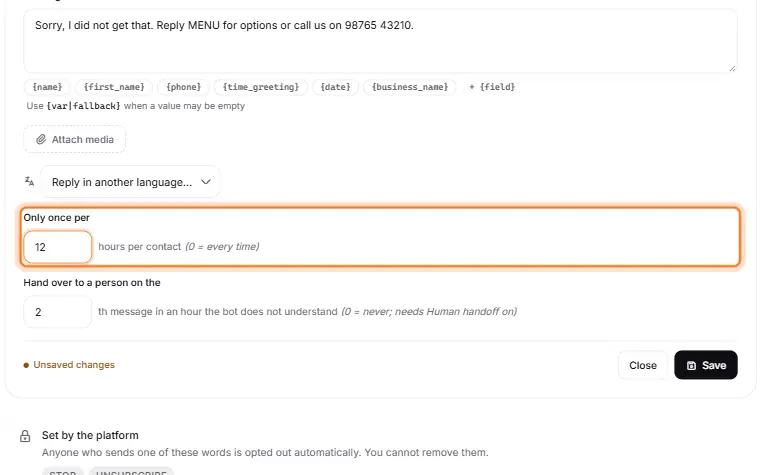 Sorry, I did not get that. Reply MENU for options or call us on 98765 43210.
{name} {first_name} {phone} {time_greeting} {date} {business_name} + {field}
Use {var|fallback} when a value may be empty
Attach media
Reply in another language...
Only once per
12 hours per contact (0 = every time)
Hand over to a person on the
2 th message in an hour the bot does not understand (0 = never; needs Human handoff on)
Unsaved changes Close Save
Set by the platform
Anyone who sends one of these words is opted out automatically. You cannot remove them.
STOP UNSUBSCRIBE